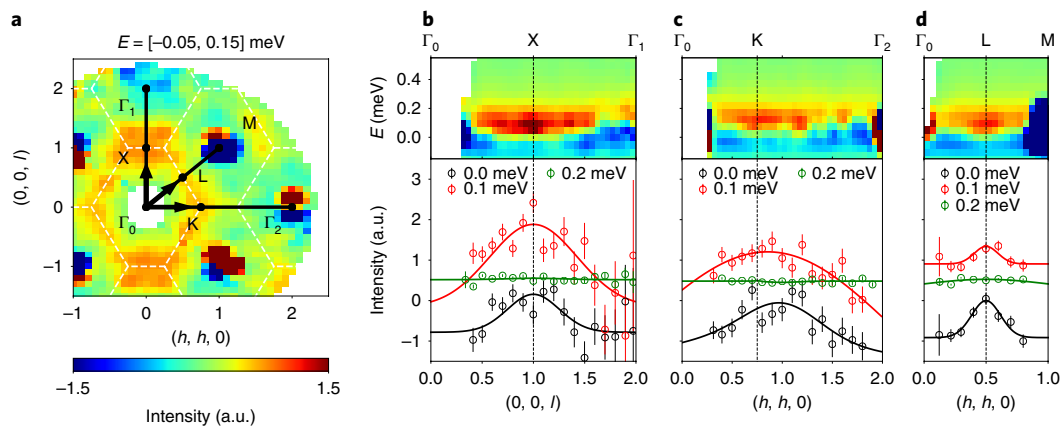 a
E = [−0.05, 0.15] meV
(0, 0, l)
2
1
0
−1
Γ1
M
X
L
Γ0
K
Γ2
−1
0
1
2
(h, h, 0)
−1.5
1.5
Intensity (a.u.)
b
Γ0
X
Γ1
E (meV)
0.4
0.2
0.0
0.0 meV
0.2 meV
0.1 meV
Intensity (a.u.)
3
2
1
0
−1
0.0
0.5
1.0
1.5
2.0
(0, 0, l)
c
Γ0
K
Γ2
0.0 meV
0.2 meV
0.1 meV
0.0
0.5
1.0
1.5
2.0
(h, h, 0)
d
Γ0
L
M
0.0 meV
0.1 meV
0.2 meV
0.0
0.5
1.0
(h, h, 0)